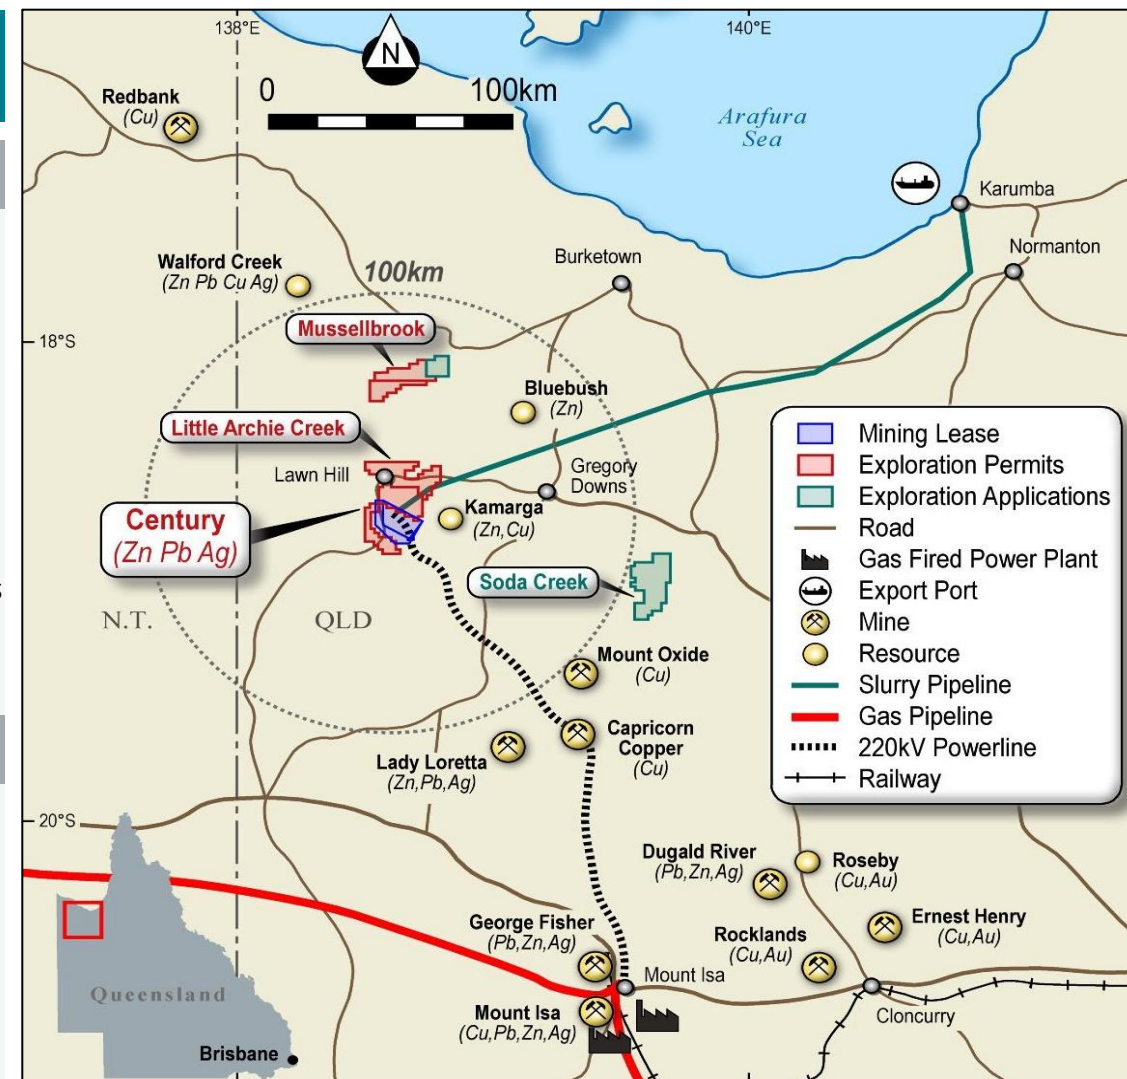 138°E
140°E
N
0
100km
Redbank
(Cu)
Arafura
Sea
Karumba
Normanton
Burketown
Walford Creek
(Zn Pb Cu Ag)
100km
Mussellbrook
18°S
Bluebush
(Zn)
Little Archie Creek
Lawn Hill
Gregory
Downs
Century
(Zn Pb Ag)
Kamarga
(Zn,Cu)
Soda Creek
N.T.
QLD
Mount Oxide
(Cu)
Capricorn
Copper
(Cu)
Lady Loretta
(Zn,Pb,Ag)
Mining Lease
Exploration Permits
Exploration Applications
Road
Gas Fired Power Plant
Export Port
Mine
Resource
Slurry Pipeline
Gas Pipeline
220kV Powerline
Railway
20°S
Dugald River
(Pb,Zn,Ag)
Roseby
(Cu,Au)
George Fisher
(Pb,Zn,Ag)
Rocklands
(Cu,Au)
Ernest Henry
(Cu,Au)
Mount Isa
Mount Isa
(Cu,Pb,Zn,Ag)
Cloncurry
Queensland
Brisbane